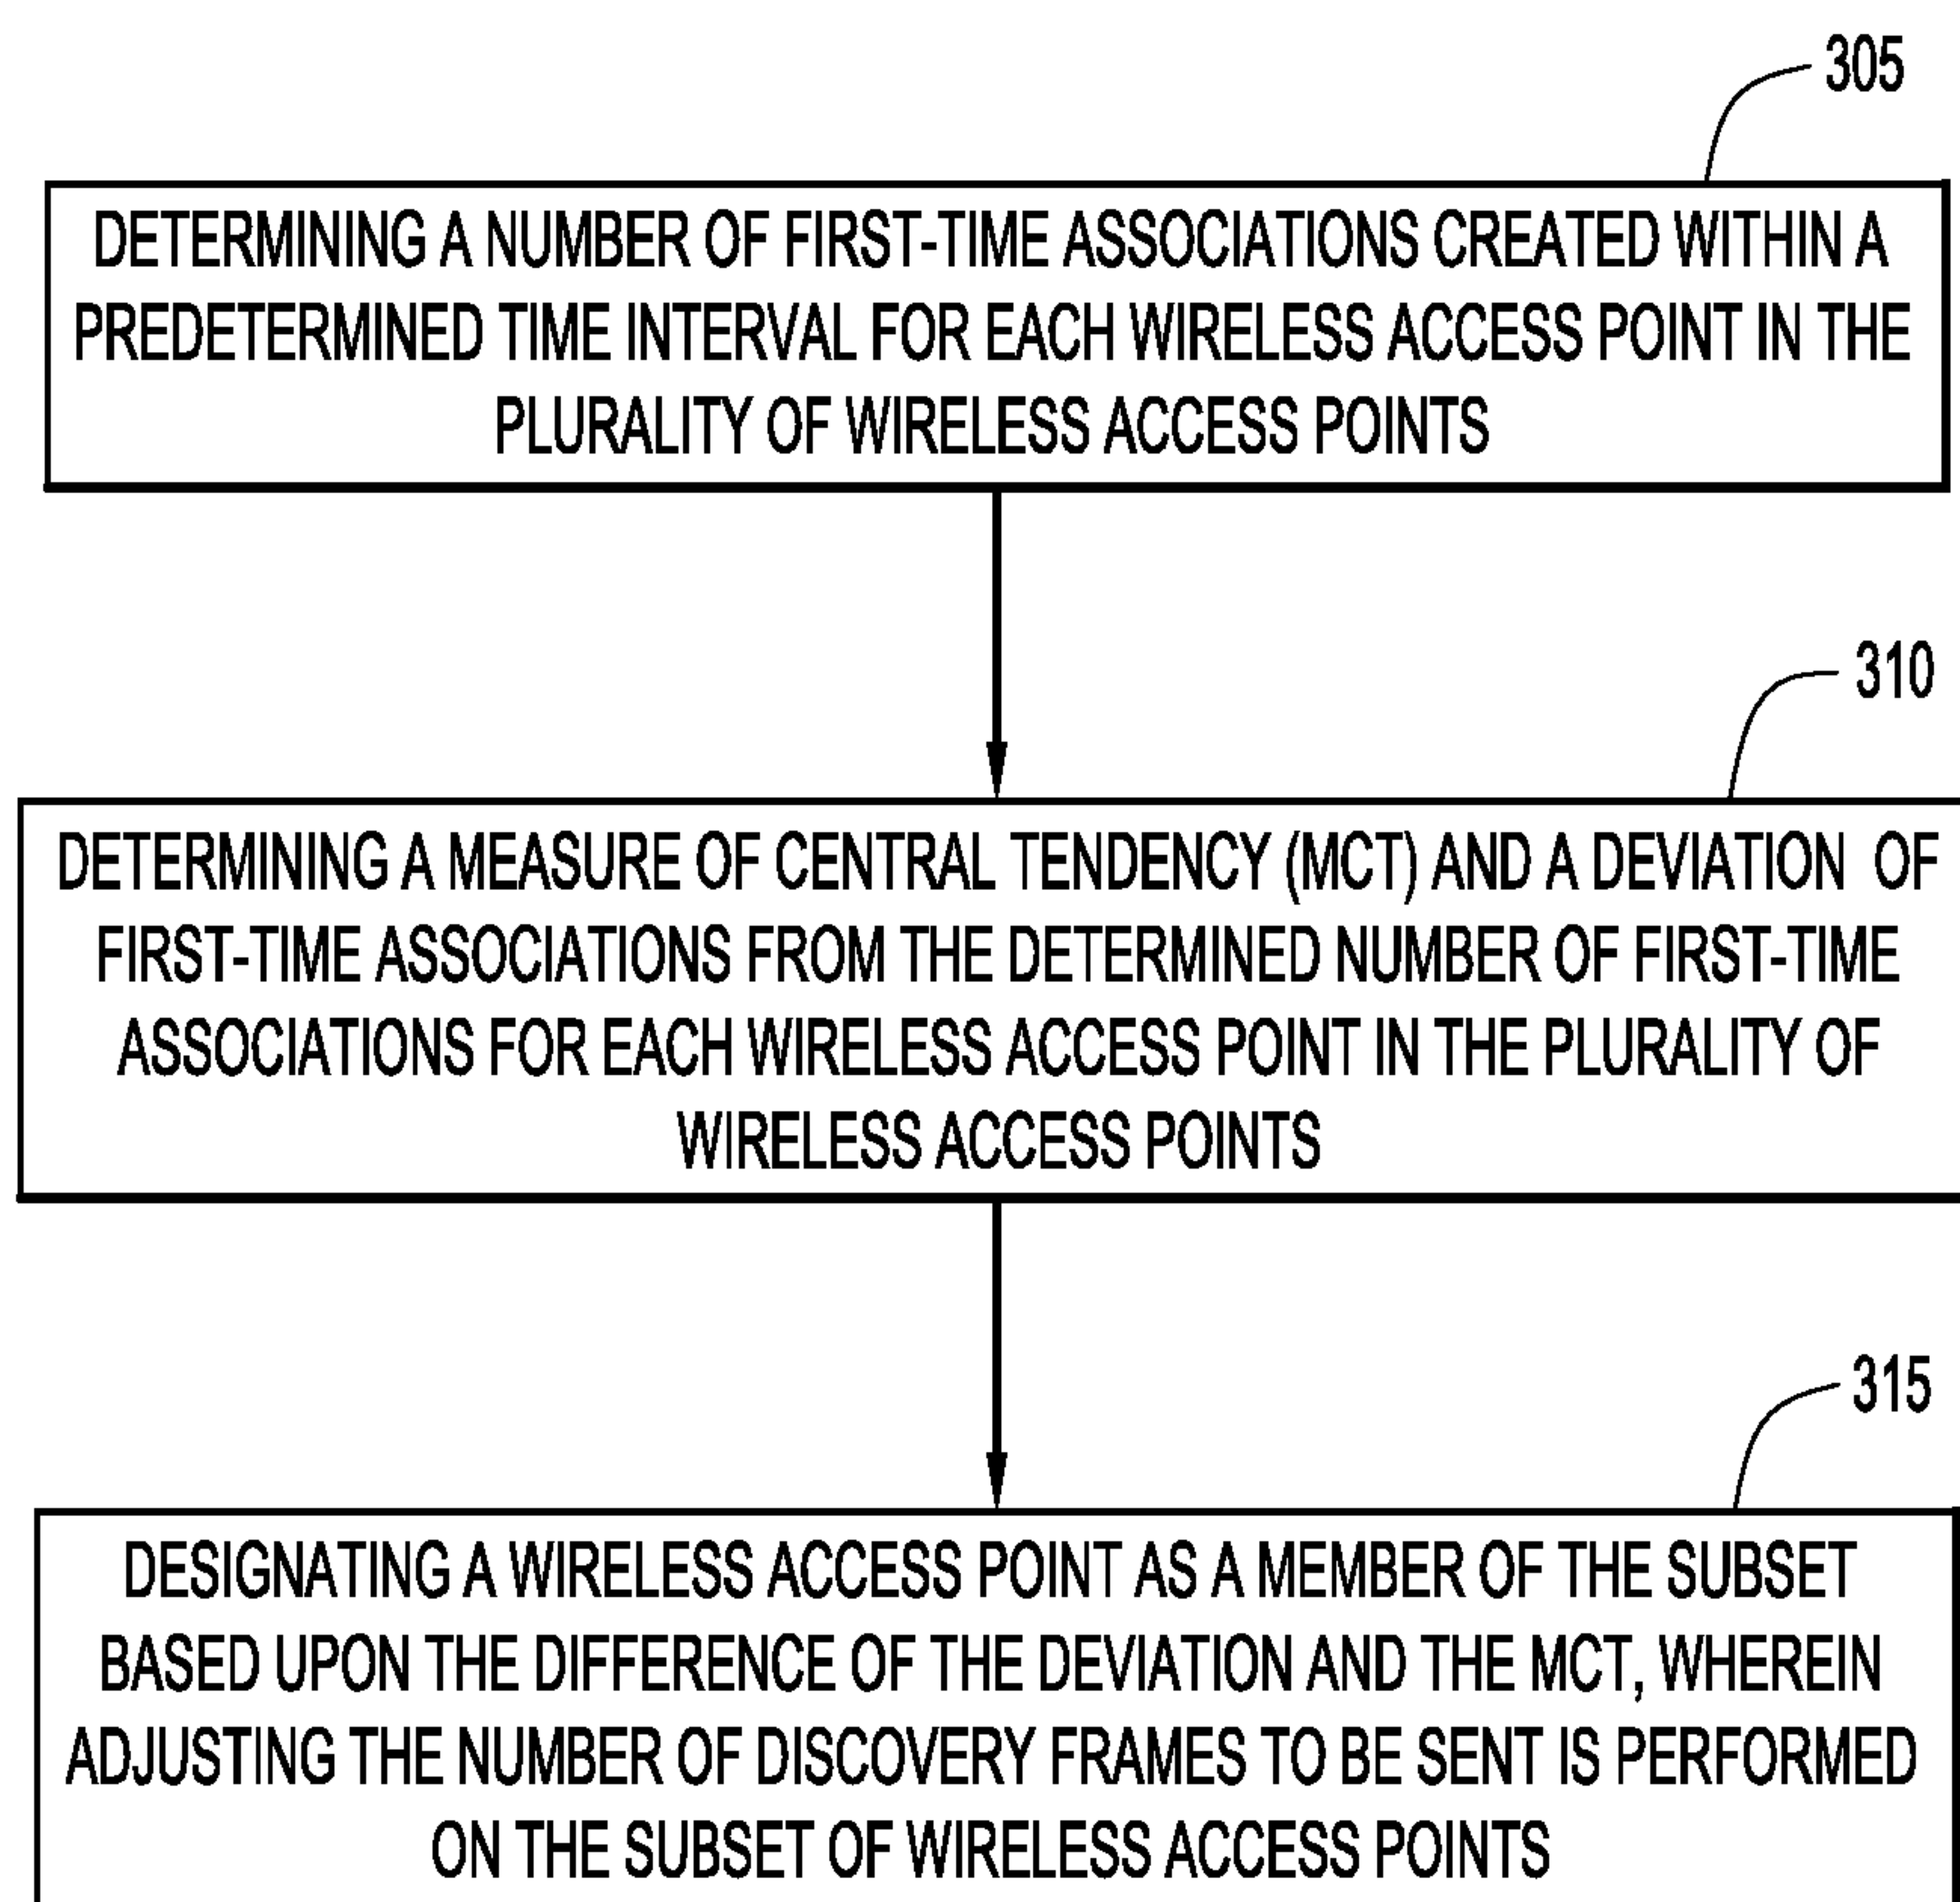 305
DETERMINING A NUMBER OF FIRST-TIME ASSOCIATIONS CREATED WITHIN A
PREDETERMINED TIME INTERVAL FOR EACH WIRELESS ACCESS POINT IN THE
PLURALITY OF WIRELESS ACCESS POINTS
310
DETERMINING A MEASURE OF CENTRAL TENDENCY (MCT) AND A DEVIATION OF
FIRST-TIME ASSOCIATIONS FROM THE DETERMINED NUMBER OF FIRST-TIME
ASSOCIATIONS FOR EACH WIRELESS ACCESS POINT IN THE PLURALITY OF
WIRELESS ACCESS POINTS
315
DESIGNATING A WIRELESS ACCESS POINT AS A MEMBER OF THE SUBSET
BASED UPON THE DIFFERENCE OF THE DEVIATION AND THE MCT, WHEREIN
ADJUSTING THE NUMBER OF DISCOVERY FRAMES TO BE SENT IS PERFORMED
ON THE SUBSET OF WIRELESS ACCESS POINTS